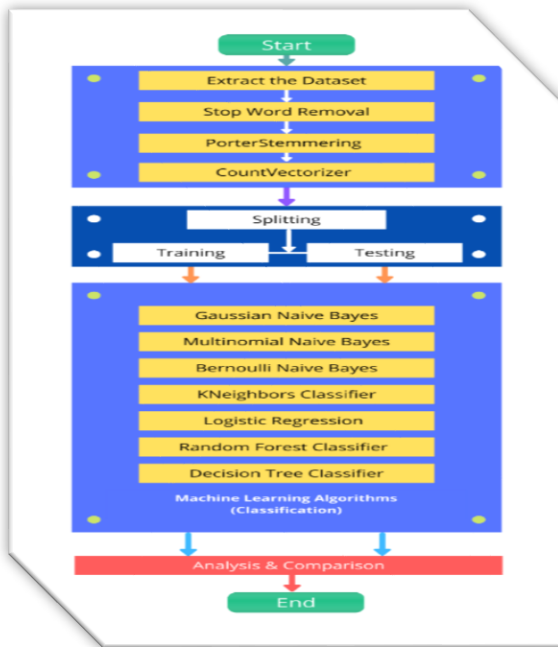 Start
Extract the Dataset
Stop Word Removal
PorterStemmering
CountVectorizer
Splitting
Training
Testing
Gaussian Naive Bayes
Multinomial Naive Bayes
Bernoulli Naive Bayes
KNeighbors Classifier
Logistic Regression
Random Forest Classifier
Decision Tree Classifier
Machine Learning Algorithms
(Classification)
Analysis & Comparison
End